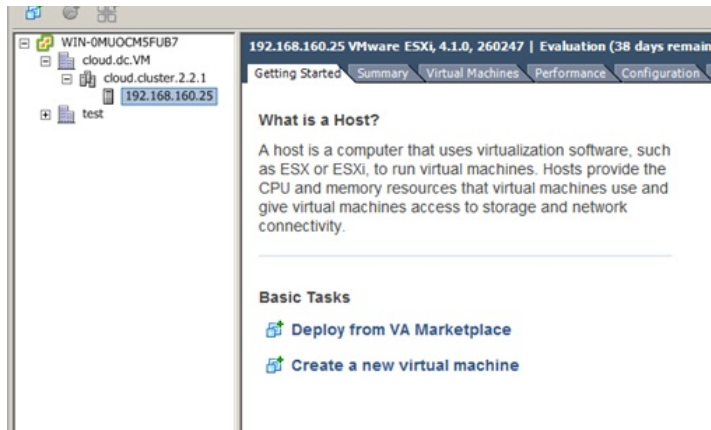 WIN-0MUOCM5FUB7
cloud.dc.VM
cloud.cluster.2.2.1
192.168.160.25
test
192.168.160.25 VMware ESXi, 4.1.0, 260247 | Evaluation (38 days remain
Getting Started Summary Virtual Machines Performance Configuration
What is a Host?
A host is a computer that uses virtualization software, such
as ESX or ESXi, to run virtual machines. Hosts provide the
CPU and memory resources that virtual machines use and
give virtual machines access to storage and network
connectivity.
Basic Tasks
Deploy from VA Marketplace
Create a new virtual machine